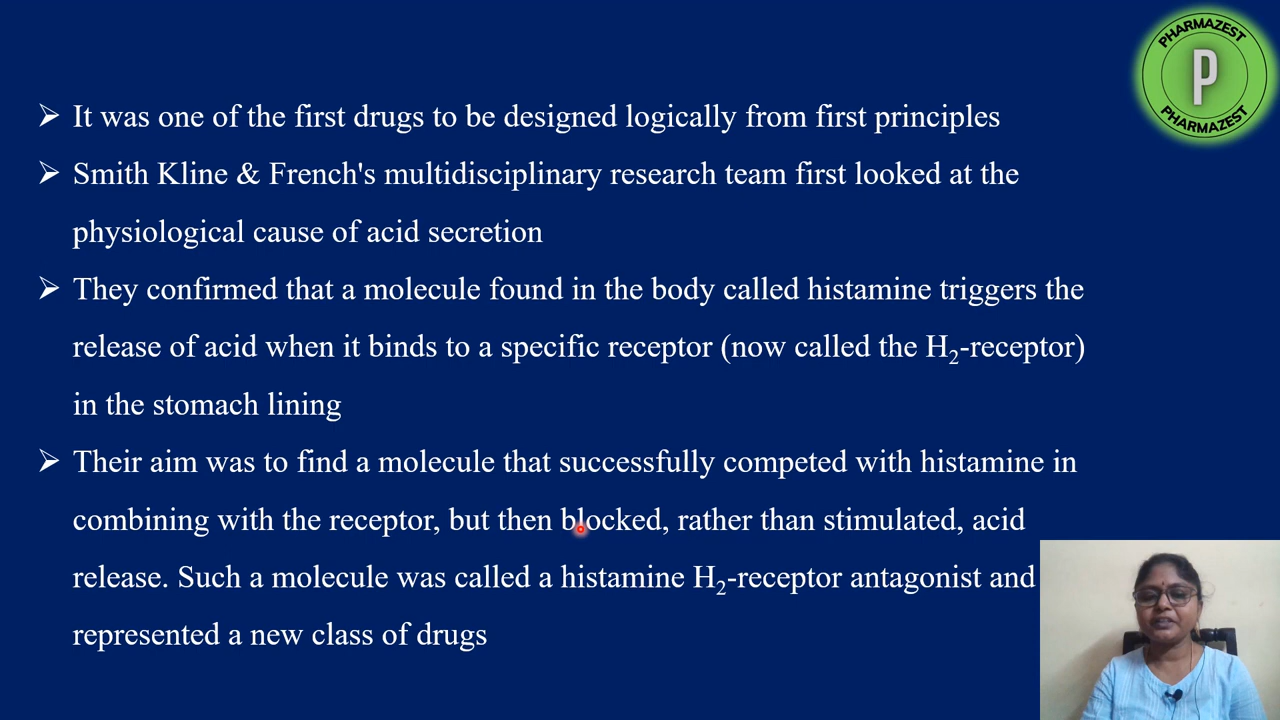 PHARMAZEST
P
PHARMAZEST
➢ It was one of the first drugs to be designed logically from first principles
➢ Smith Kline & French's multidisciplinary research team first looked at the
physiological cause of acid secretion
➢ They confirmed that a molecule found in the body called histamine triggers the
release of acid when it binds to a specific receptor (now called the H₂-receptor)
in the stomach lining
➢ Their aim was to find a molecule that successfully competed with histamine in
combining with the receptor, but then blocked, rather than stimulated, acid
release. Such a molecule was called a histamine H₂-receptor antagonist and
represented a new class of drugs